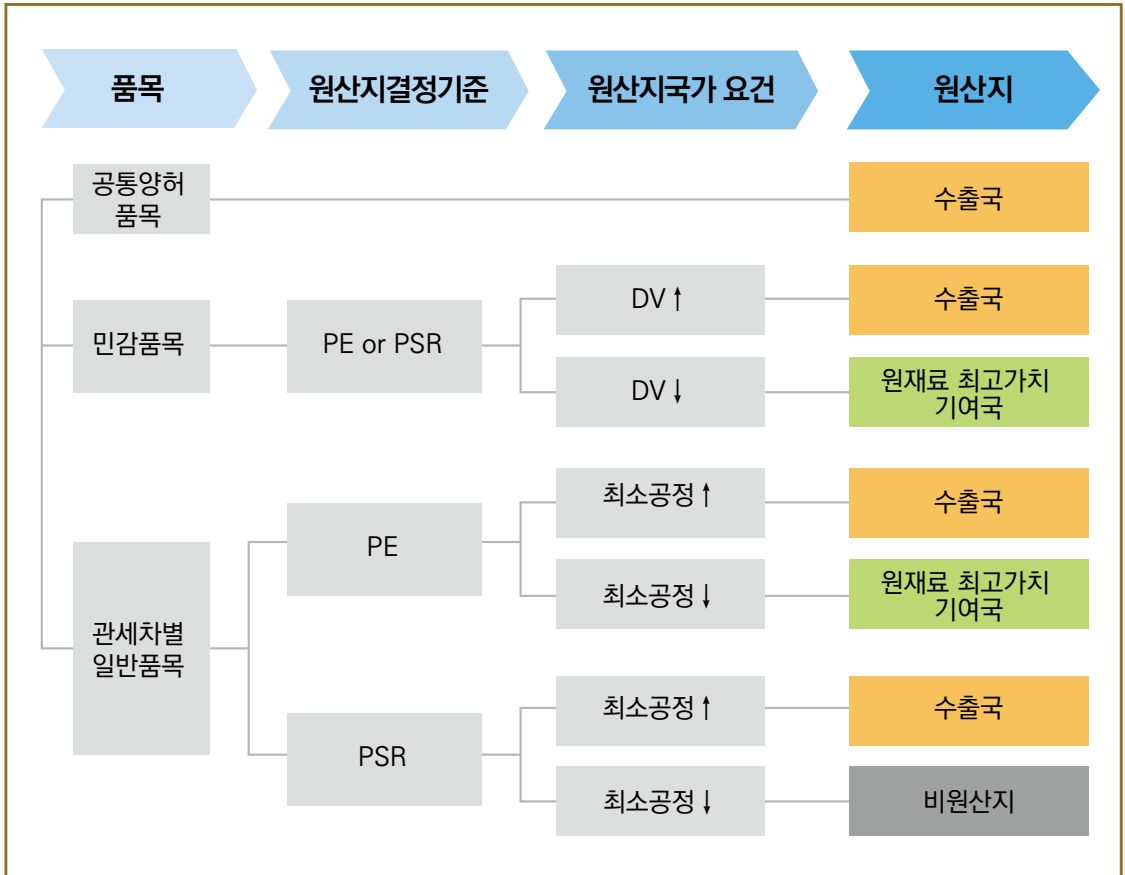 품목
원산지결정기준
원산지국가 요건
원산지
공통양허
품목
수출국
민감품목
PE or PSR
DV↑
수출국
DV↓
원재료 최고가치
기여국
관세차별
일반품목
PE
최소공정↑
수출국
최소공정↓
원재료 최고가치
기여국
PSR
최소공정↑
수출국
최소공정↓
비원산지